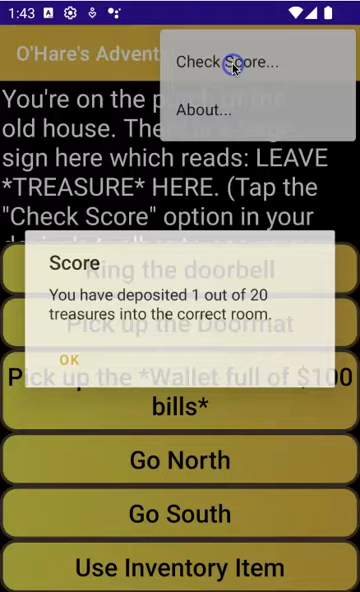 1:43
O'Hare's Advent
Check Score...
About...
You're on the
old house. There is a large
sign here which reads: LEAVE
*TREASURE* HERE. (Tap the
"Check Score" option in your
Score
You have deposited 1 out of 20
treasures into the correct room.
OK
Ring the doorbell
Pick up the Doormat
Pick up the *Wallet full of $100
bills*
Go North
Go South
Use Inventory Item